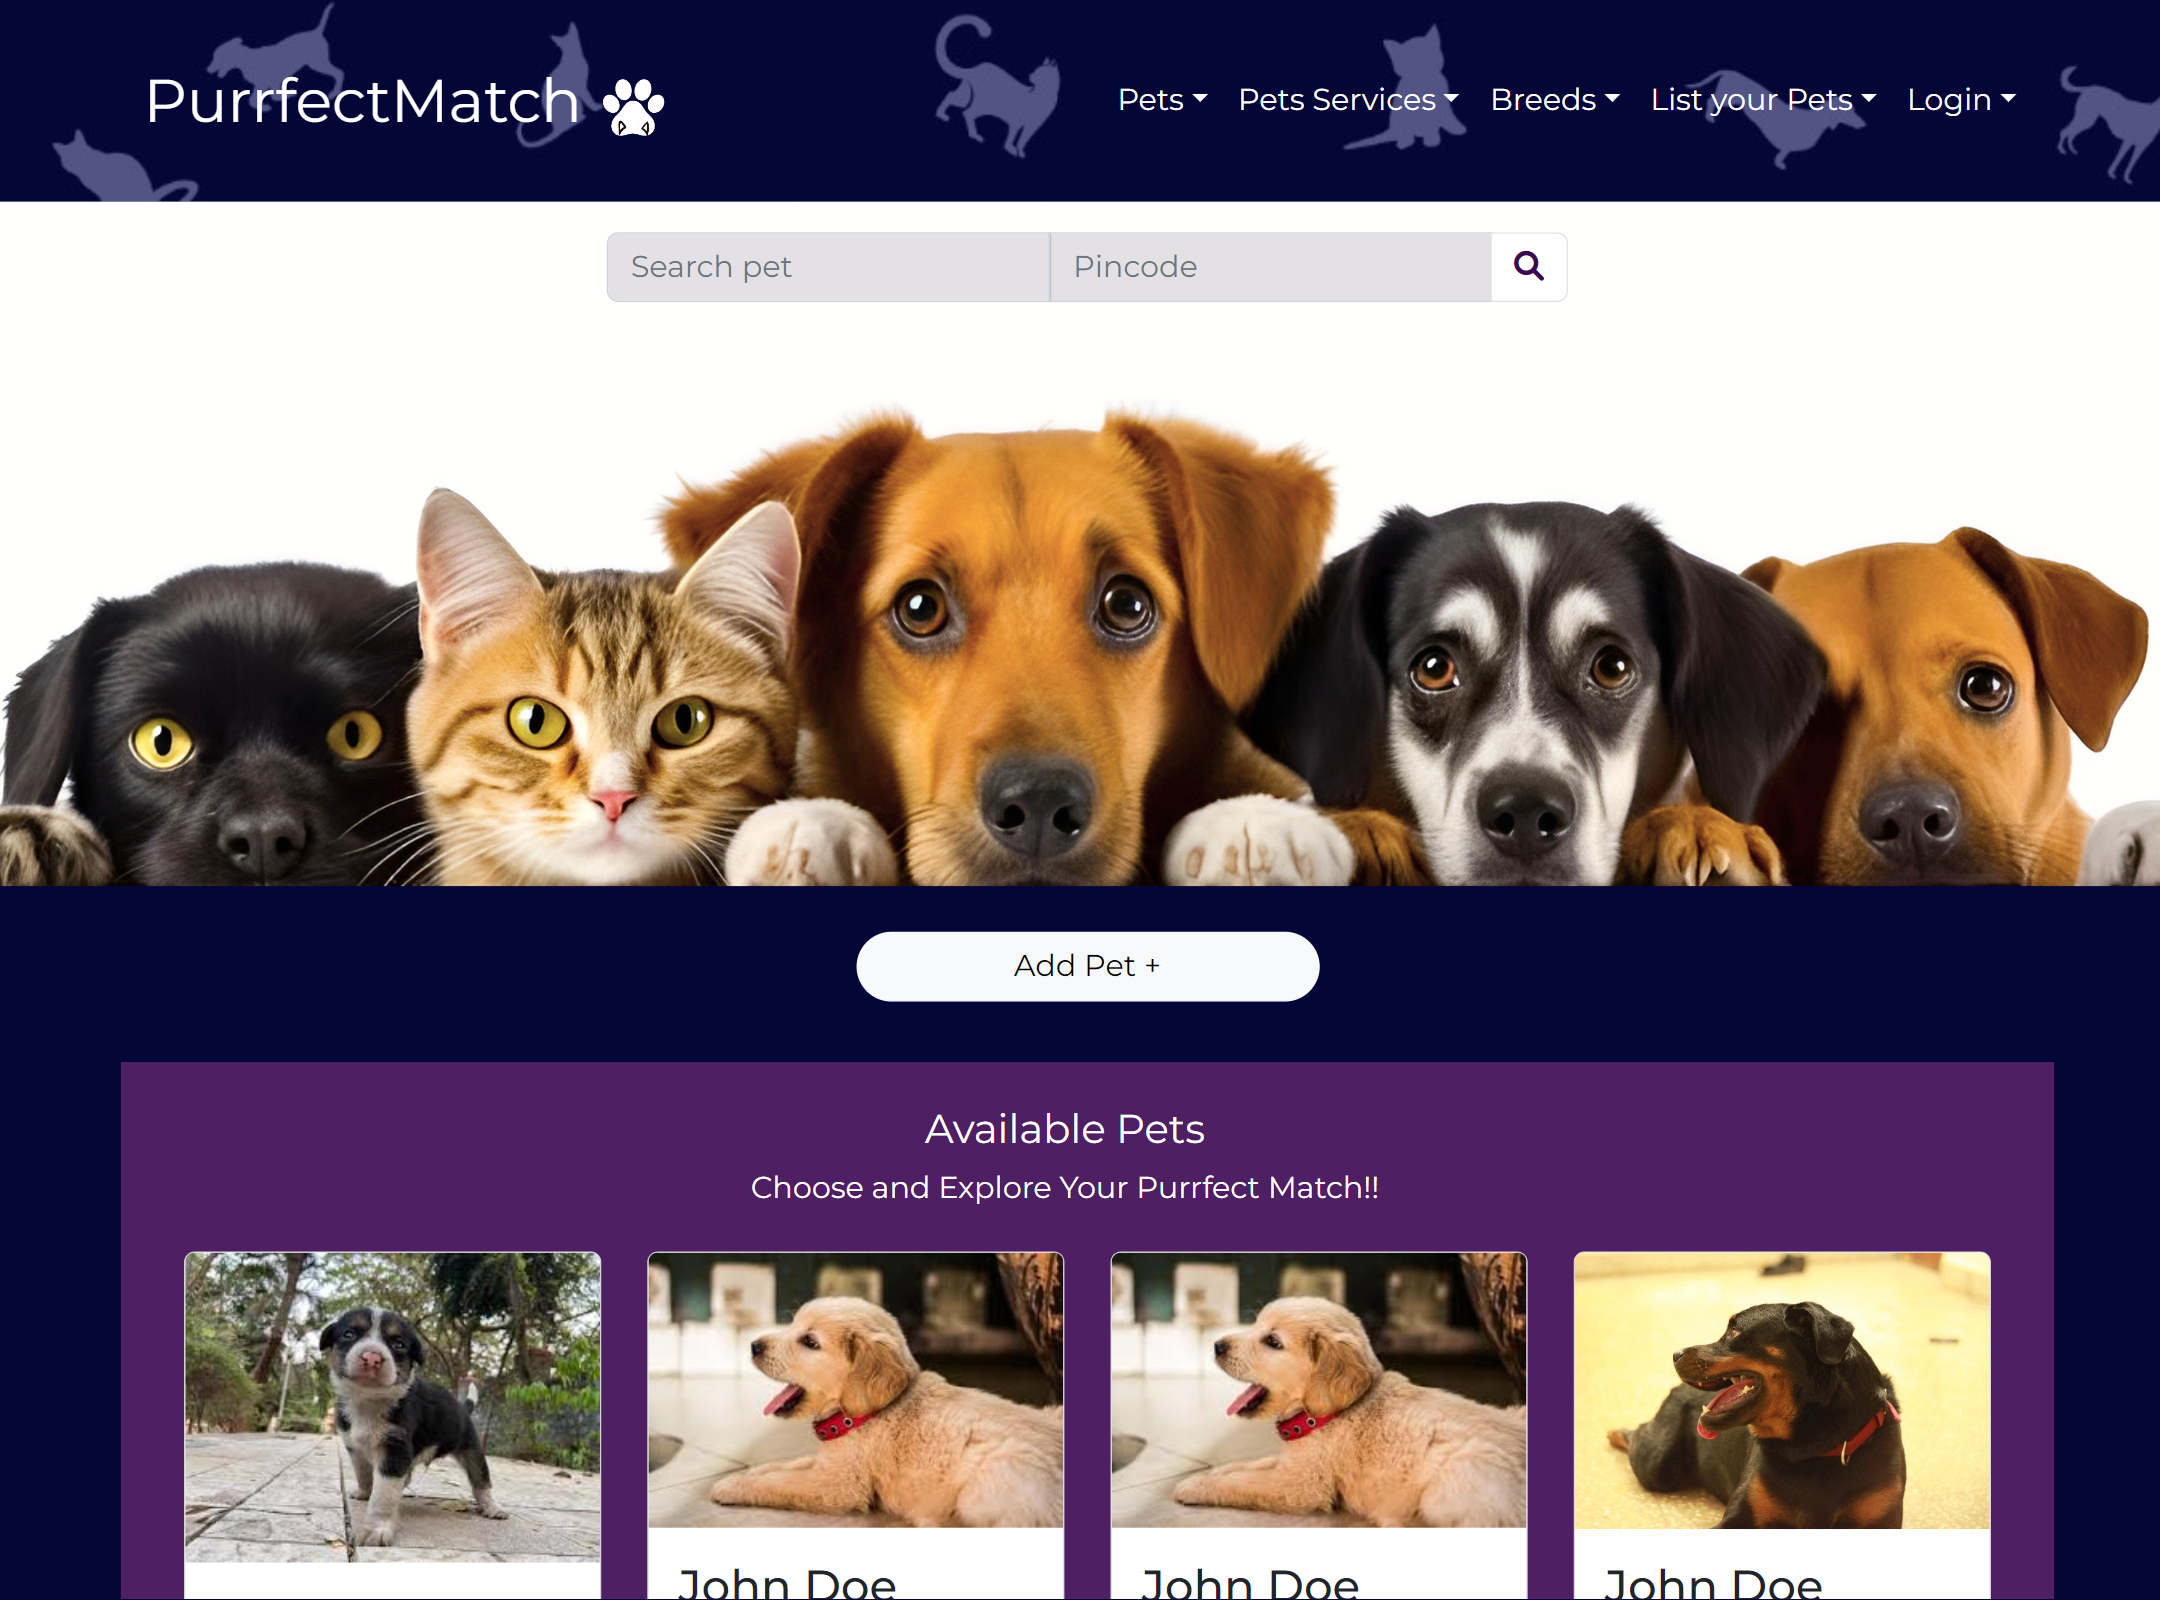 PurrfectMatch
Pets Pets Services Breeds List your Pets Login
Search pet Pincode
Add Pet +
Available Pets
Choose and Explore Your Purrfect Match!!
John Doe John Doe John Doe